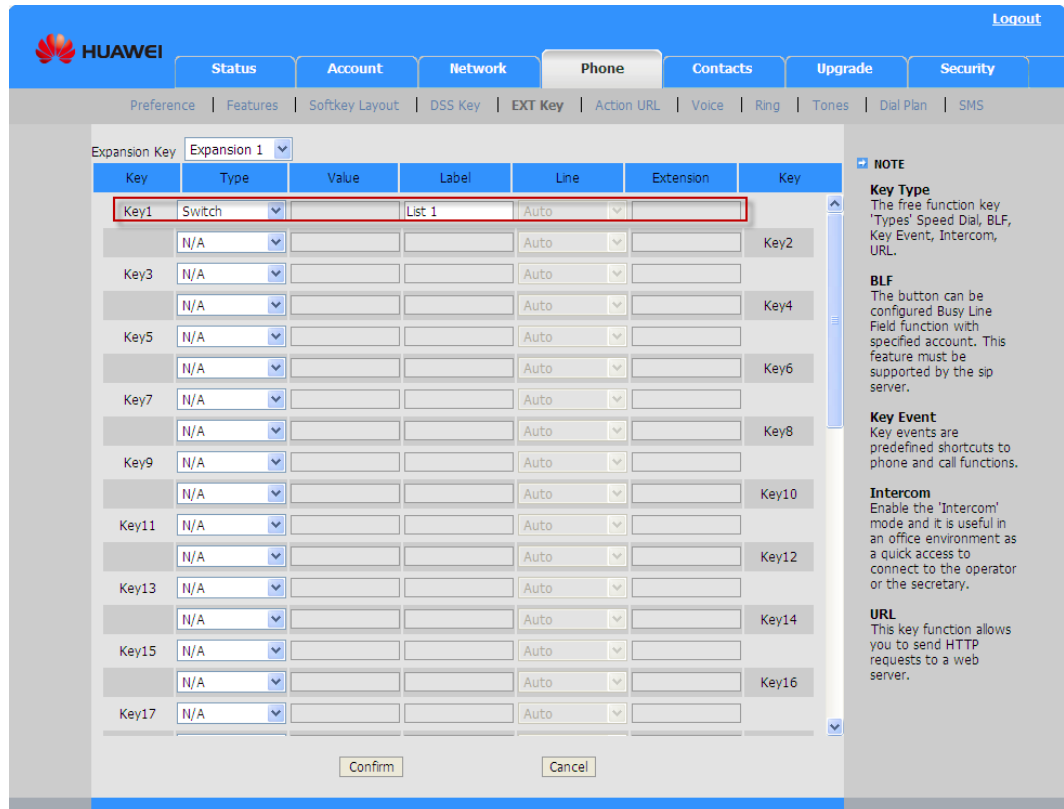 Logout
HUAWEI
Status Account Network Phone Contacts Upgrade Security
Preference | Features | Softkey Layout | DSS Key | EXT Key | Action URL | Voice | Ring | Tones | Dial Plan | SMS
Expansion Key Expansion 1
Key Type Value Label Line Extension Key
Key1 Switch List 1 Auto
N/A Auto Key2
Key3 N/A Auto
N/A Auto Key4
Key5 N/A Auto
N/A Auto Key6
Key7 N/A Auto
N/A Auto Key8
Key9 N/A Auto
N/A Auto Key10
Key11 N/A Auto
N/A Auto Key12
Key13 N/A Auto
N/A Auto Key14
Key15 N/A Auto
N/A Auto Key16
Key17 N/A Auto
Confirm Cancel
NOTE
Key Type
The free function key
'Types' Speed Dial, BLF,
Key Event, Intercom,
URL.
BLF
The button can be
configured Busy Line
Field function with
specified account. This
feature must be
supported by the sip
server.
Key Event
Key events are
predefined shortcuts to
phone and call functions.
Intercom
Enable the 'Intercom'
mode and it is useful in
an office environment as
a quick access to
connect to the operator
or the secretary.
URL
This key function allows
you to send HTTP
requests to a web
server.